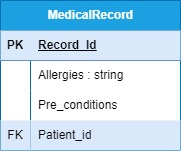 MedicalRecord
PK Record_Id
Allergies : string
Pre_conditions
FK Patient_id